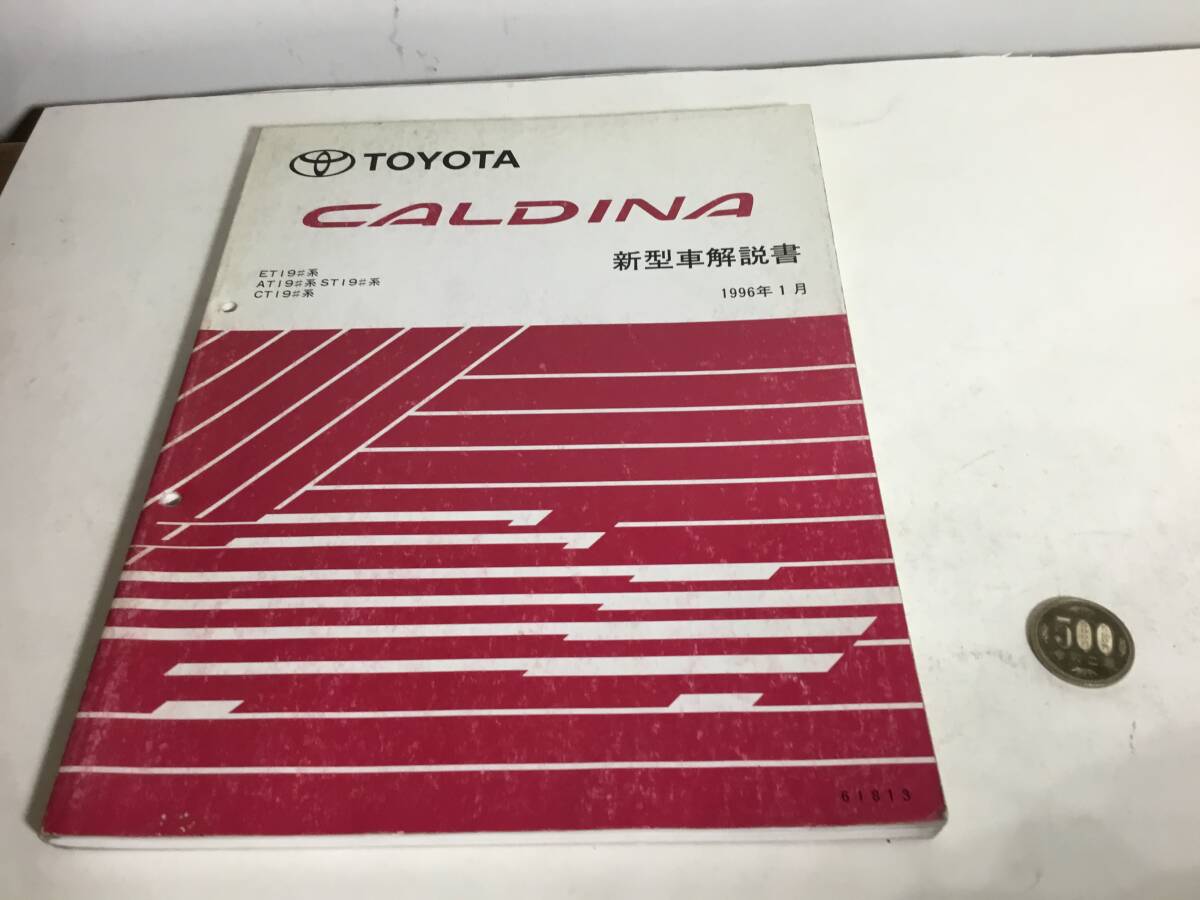 TOYOTA
CALDINA
新型車解説書
1996年1月
ET19#系
AT19#系 ST19#系
CT19#系
61813
500